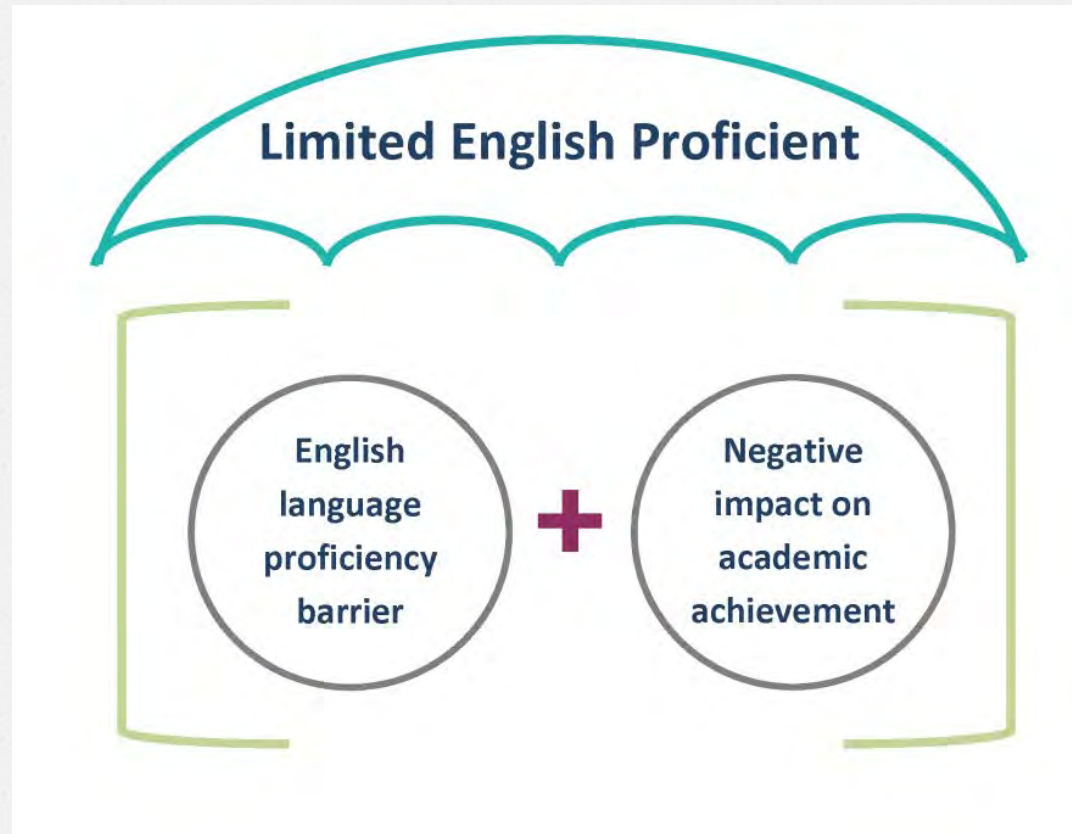 Limited English Proficient
English
language
proficiency
barrier
+
Negative
impact on
academic
achievement